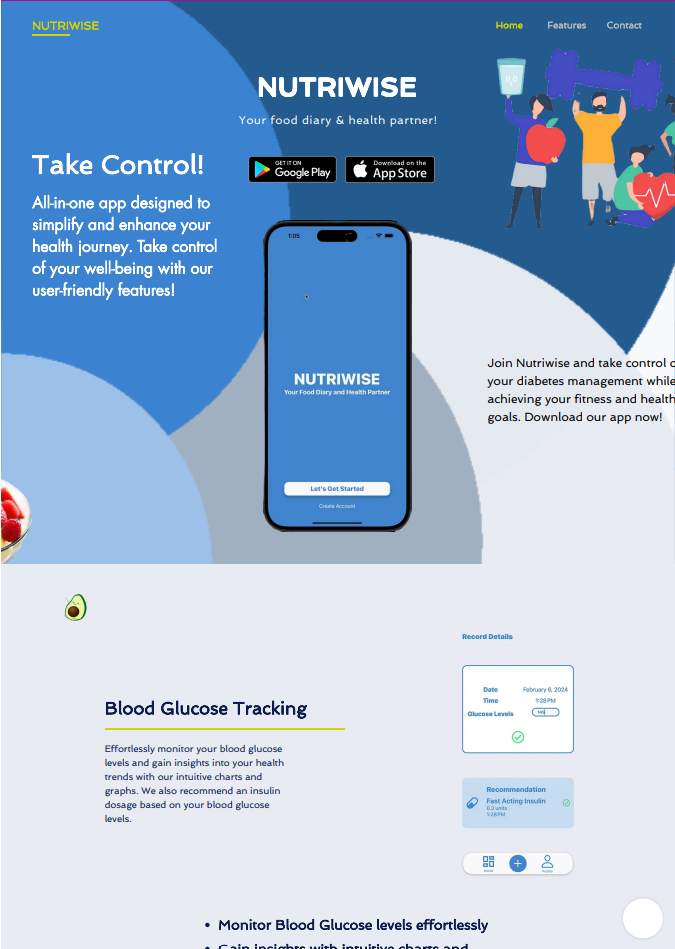 NUTRIWISE
Home Features Contact
NUTRIWISE
Your food diary & health partner!
GET IT ON
Google Play
Download on the
App Store
Take Control!
All-in-one app designed to
simplify and enhance your
health journey. Take control
of your well-being with our
user-friendly features!
H₂O
1:05
NUTRIWISE
Your Food Diary and Health Partner
Let's Get Started
Create Account
Join Nutriwise and take control
your diabetes management while
achieving your fitness and health
goals. Download our app now!
Record Details
Date February 6, 2024
Time 1:28PM
Glucose Levels
Blood Glucose Tracking
Effortlessly monitor your blood glucose
levels and gain insights into your health
trends with our intuitive charts and
graphs. We also recommend an insulin
dosage based on your blood glucose
levels.
Recommendation
Fast Acting Insulin
0.3 units
1:28PM
Home Profile
• Monitor Blood Glucose levels effortlessly
• Gain insights with intuitive charts and